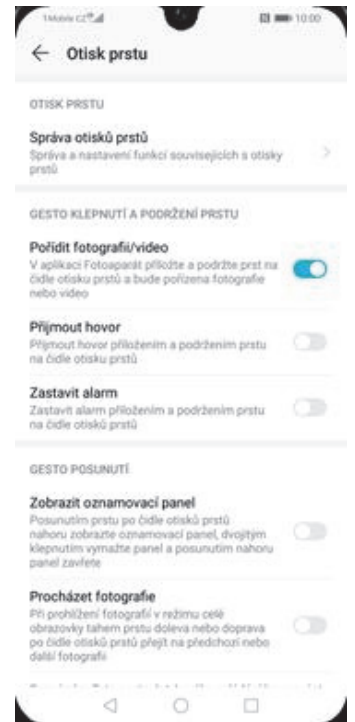 T-Mobile CZ
10:00
Otisk prstu
OTISK PRSTU
Správa otisků prstů
Správa a nastavení funkcí souvisejících s otisky
prstů
GESTO KLEPNUTÍ A PODRŽENÍ PRSTU
Pořídit fotografii/video
V aplikaci Fotoaparát přiložte a podržte prst na
čidle otisku prstů a bude pořízena fotografie
nebo video
Přijmout hovor
Přijmout hovor přiložením a podržením prstu
na čidle otisku prstů
Zastavit alarm
Zastavit alarm přiložením a podržením prstu
na čidle otisků prstů
GESTO POSUNUTÍ
Zobrazit oznamovací panel
Posunutím prstu po čidle otisků prstů
nahoru zobrazte oznamovací panel, dvojitým
klepnutím vymažte panel a posunutím nahoru
panel zavřete
Procházet fotografie
Při prohlížení fotografií v režimu celé
obrazovky tahem prstu doleva nebo doprava
po čidle otisků prstů přejít na předchozí nebo
další fotografii